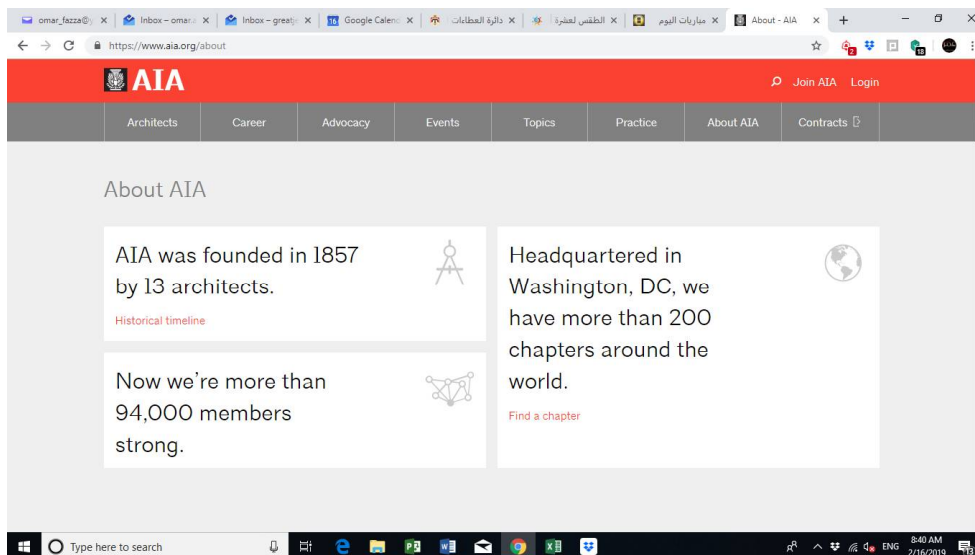 omar_fazza@y
Inbox – omar.
Inbox – greatje
16 Google Calend
دائرة العطاءات
الطقس لعشرة
مباريات اليوم
About - AIA
https://www.aia.org/about
2
18
AIA
Join AIA Login
Architects Career Advocacy Events Topics Practice About AIA Contracts
About AIA
AIA was founded in 1857
by 13 architects.
Historical timeline
Now we’re more than
94,000 members
strong.
Headquartered in
Washington, DC, we
have more than 200
chapters around the
world.
Find a chapter
Type here to search
ENG
8:40 AM
2/16/2019